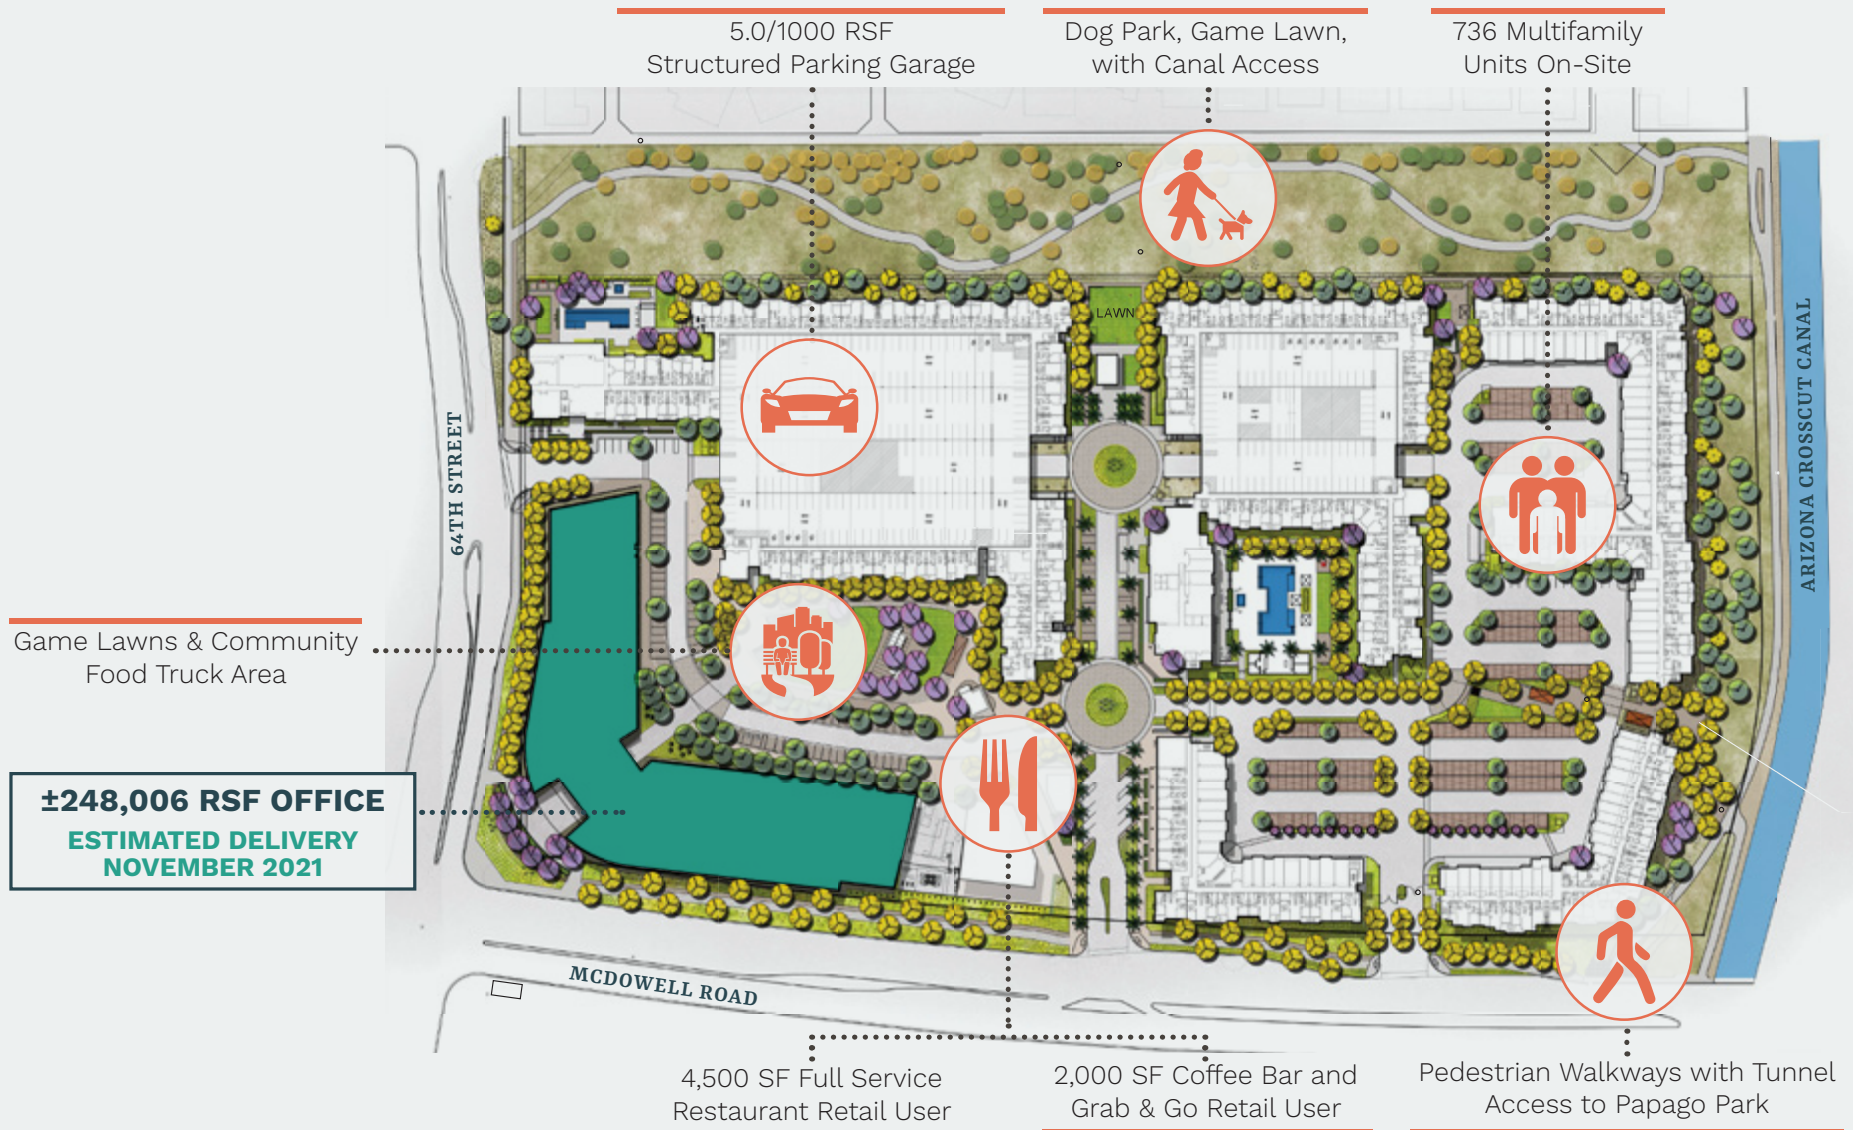 5.0/1000 RSF
Structured Parking Garage
Dog Park, Game Lawn,
with Canal Access
736 Multifamily
Units On-Site
LAWN
64TH STREET
ARIZONA CROSSCUT CANAL
Game Lawns & Community
Food Truck Area
±248,006 RSF OFFICE
ESTIMATED DELIVERY
NOVEMBER 2021
MCDOWELL ROAD
4,500 SF Full Service
Restaurant Retail User
2,000 SF Coffee Bar and
Grab & Go Retail User
Pedestrian Walkways with Tunnel
Access to Papago Park